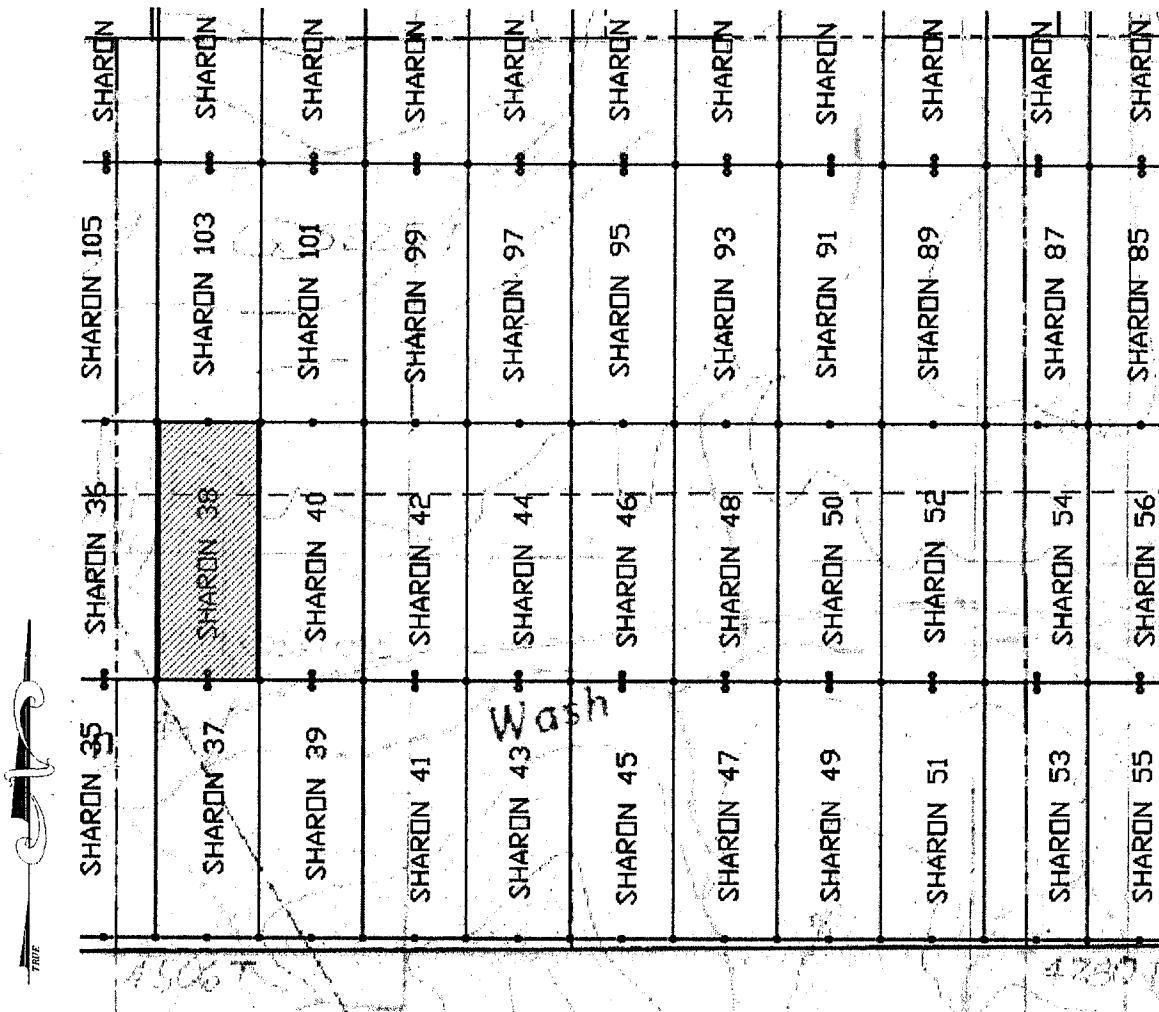 SHARON
SHARON
SHARON
SHARON
SHARON
SHARON
SHARON
SHARON
SHARON
SHARON
SHARON
SHARON 105
SHARON 103
SHARON 101
SHARON 99
SHARON 97
SHARON 95
SHARON 93
SHARON 91
SHARON 89
SHARON 87
SHARON 85
SHARON 36
SHARON 38
SHARON 40
SHARON 42
SHARON 44
SHARON 46
SHARON 48
SHARON 50
SHARON 52
SHARON 54
SHARON 56
Wash
SHARON 35
SHARON 37
SHARON 39
SHARON 41
SHARON 43
SHARON 45
SHARON 47
SHARON 49
SHARON 51
SHARON 53
SHARON 55
TRUE